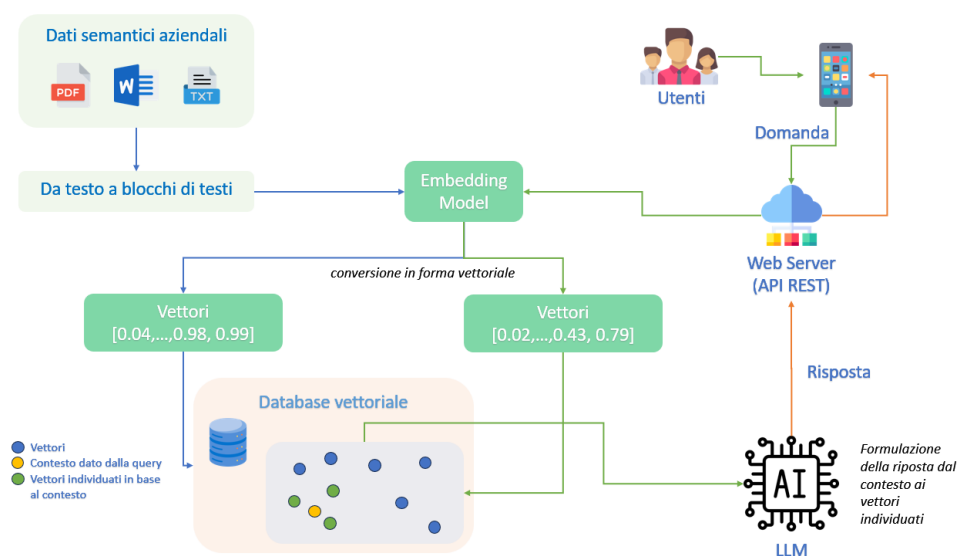 Dati semantici aziendali
PDF
W
TXT
Utenti
Domanda
Da testo a blocchi di testi
Embedding
Model
Web Server
(API REST)
conversione in forma vettoriale
Vettori
[0.04,…,0.98, 0.99]
Vettori
[0.02,…,0.43, 0.79]
Risposta
Database vettoriale
Vettori
Contesto dato dalla query
Vettori individuati in base
al contesto
AI
LLM
Formulazione
della riposta dal
contesto ai
vettori
individuati